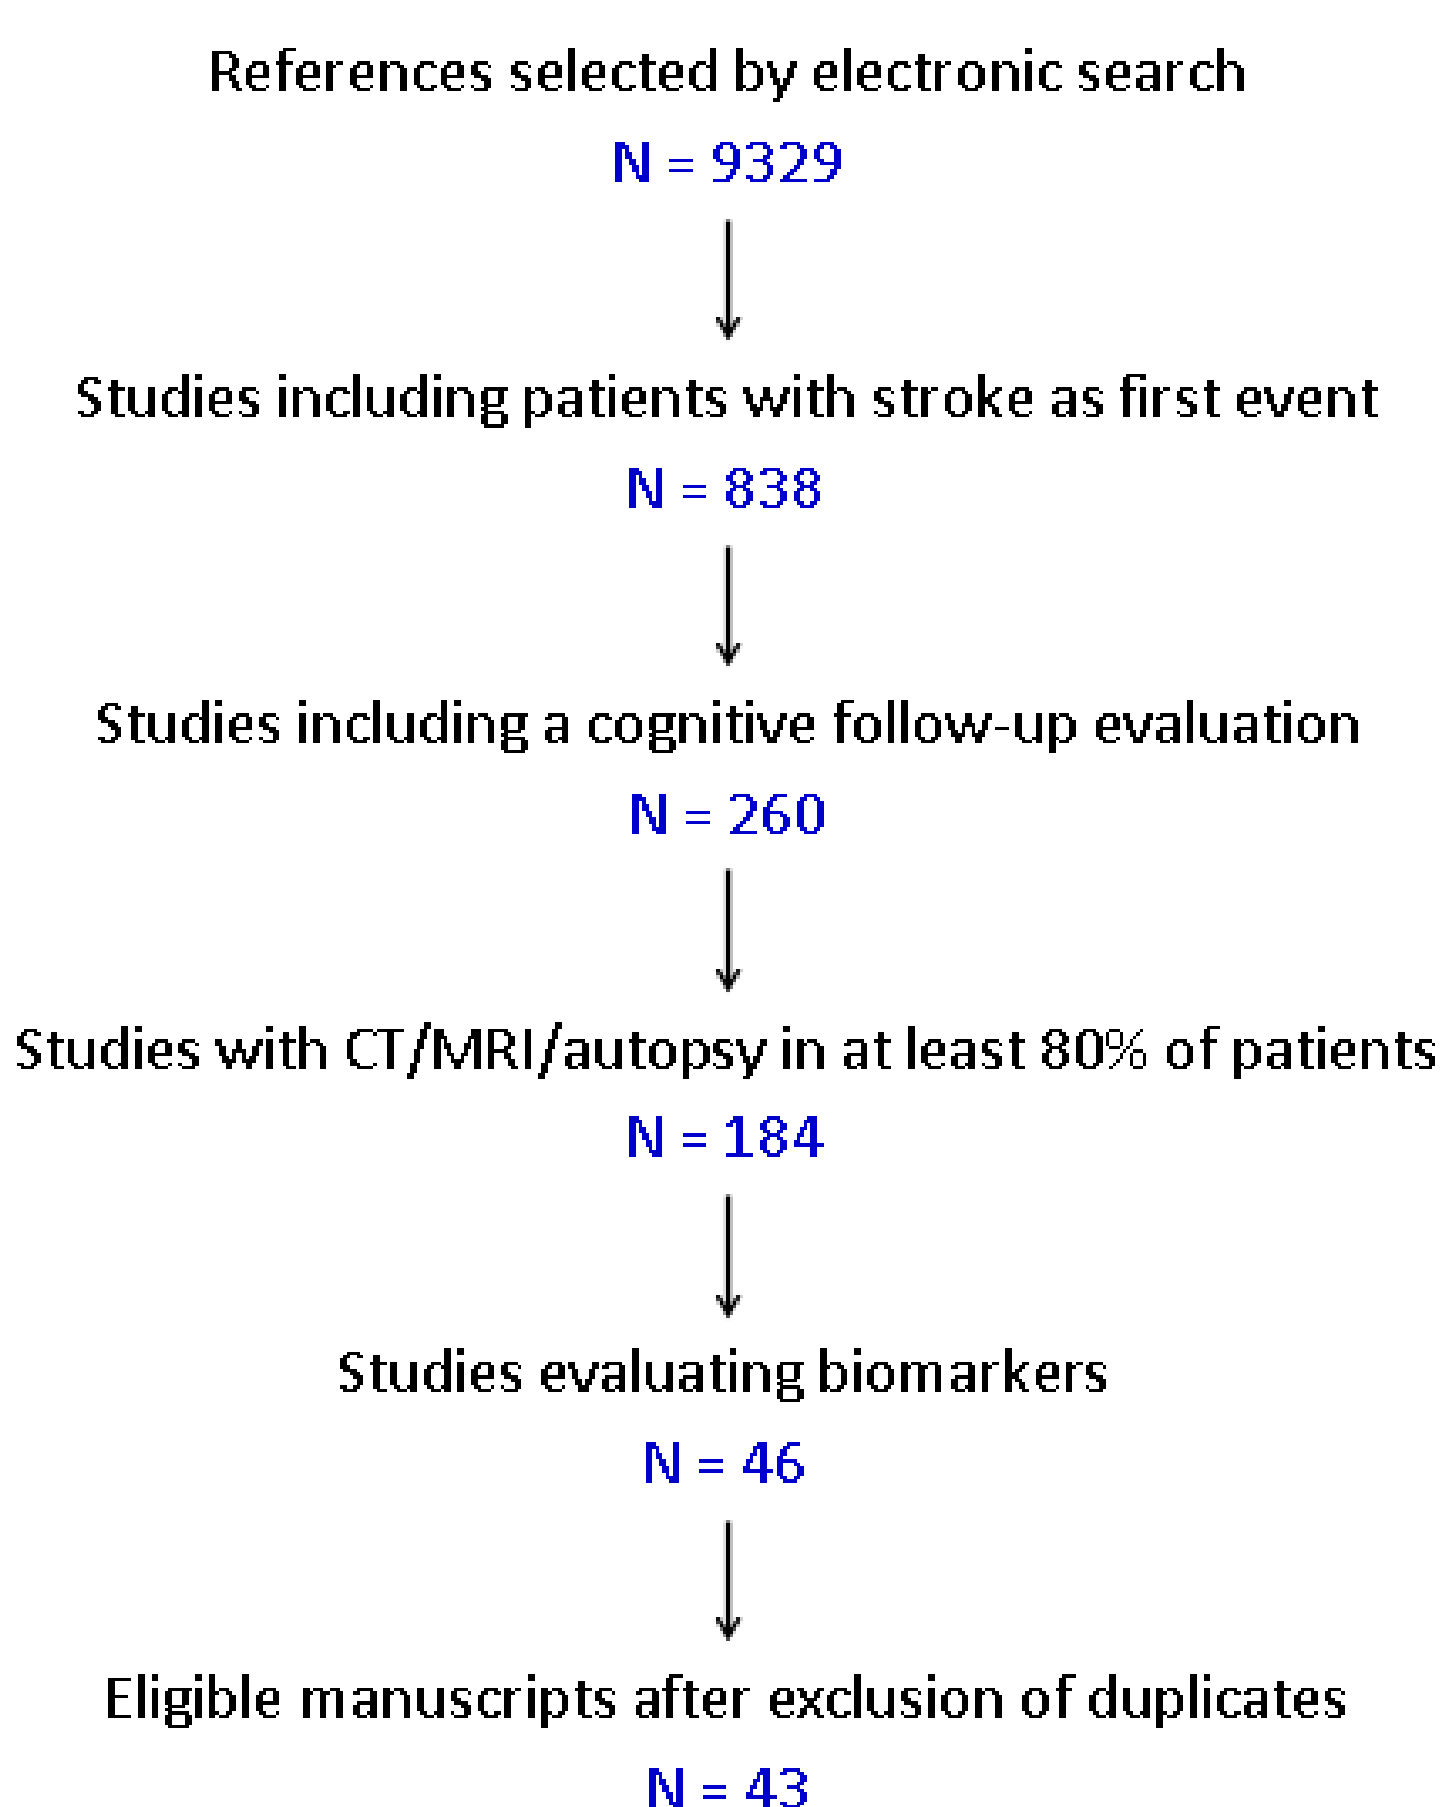 References selected by electronic search
N = 9329
Studies including patients with stroke as first event
N = 838
Studies including a cognitive follow-up evaluation
N = 260
Studies with CT/MRI/autopsy in at least 80% of patients
N = 184
Studies evaluating biomarkers
N = 46
Eligible manuscripts after exclusion of duplicates
N = 43